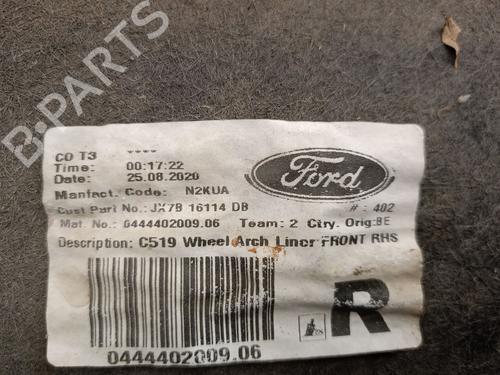 B-PARTS
CO T3
Time: 00:17:22
Date: 25.08.2020
Manfact. Code: N2KUA
Ford
Cust Part No.: JX7B 16114 DB #: 402
Mat. No.: 0444402009.06 Team: 2 Ctry. Orig:BE
Description: C519 Wheel Arch Liner FRONT RHS
R
0444402009.06